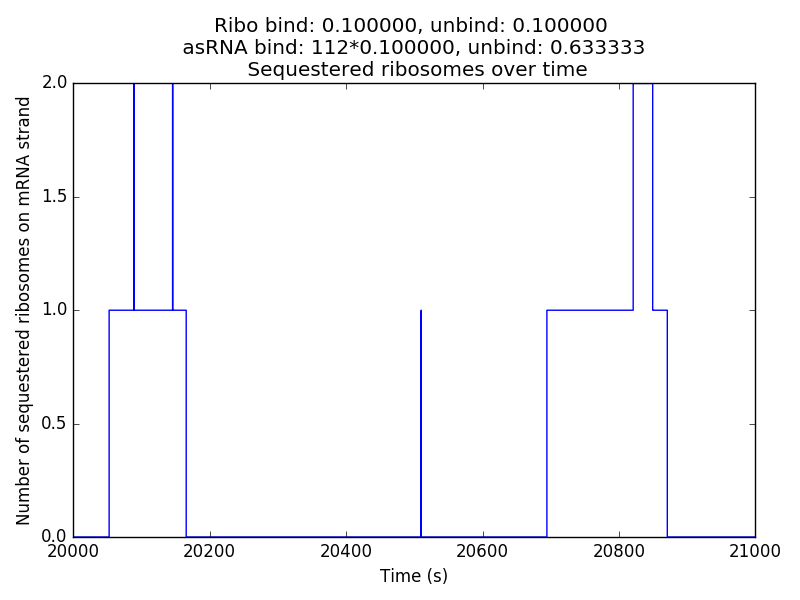 Ribo bind: 0.100000, unbind: 0.100000
asRNA bind: 112*0.100000, unbind: 0.633333
Sequestered ribosomes over time
Number of sequestered ribosomes on mRNA strand
2.0
1.5
1.0
0.5
0.0
20000 20200 20400 20600 20800 21000
Time (s)